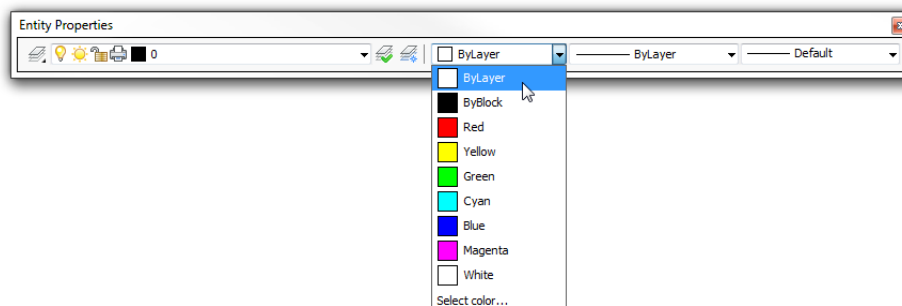 Entity Properties
0 ByLayer ByLayer Default
ByLayer
ByBlock
Red
Yellow
Green
Cyan
Blue
Magenta
White
Select color...